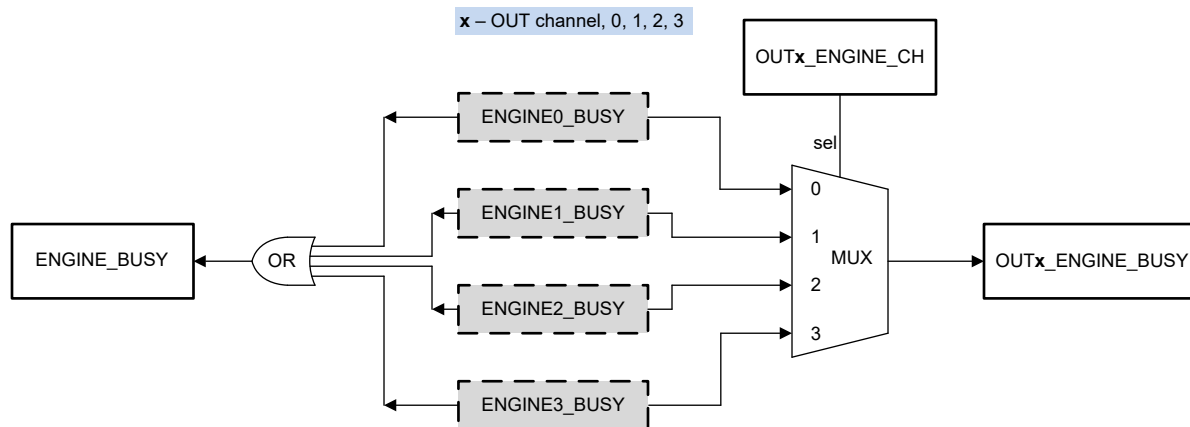 x – OUT channel, 0, 1, 2, 3
OUTx_ENGINE_CH
ENGINE0_BUSY
sel
0
ENGINE1_BUSY
1
ENGINE_BUSY
OR
MUX
OUTx_ENGINE_BUSY
2
ENGINE2_BUSY
3
ENGINE3_BUSY